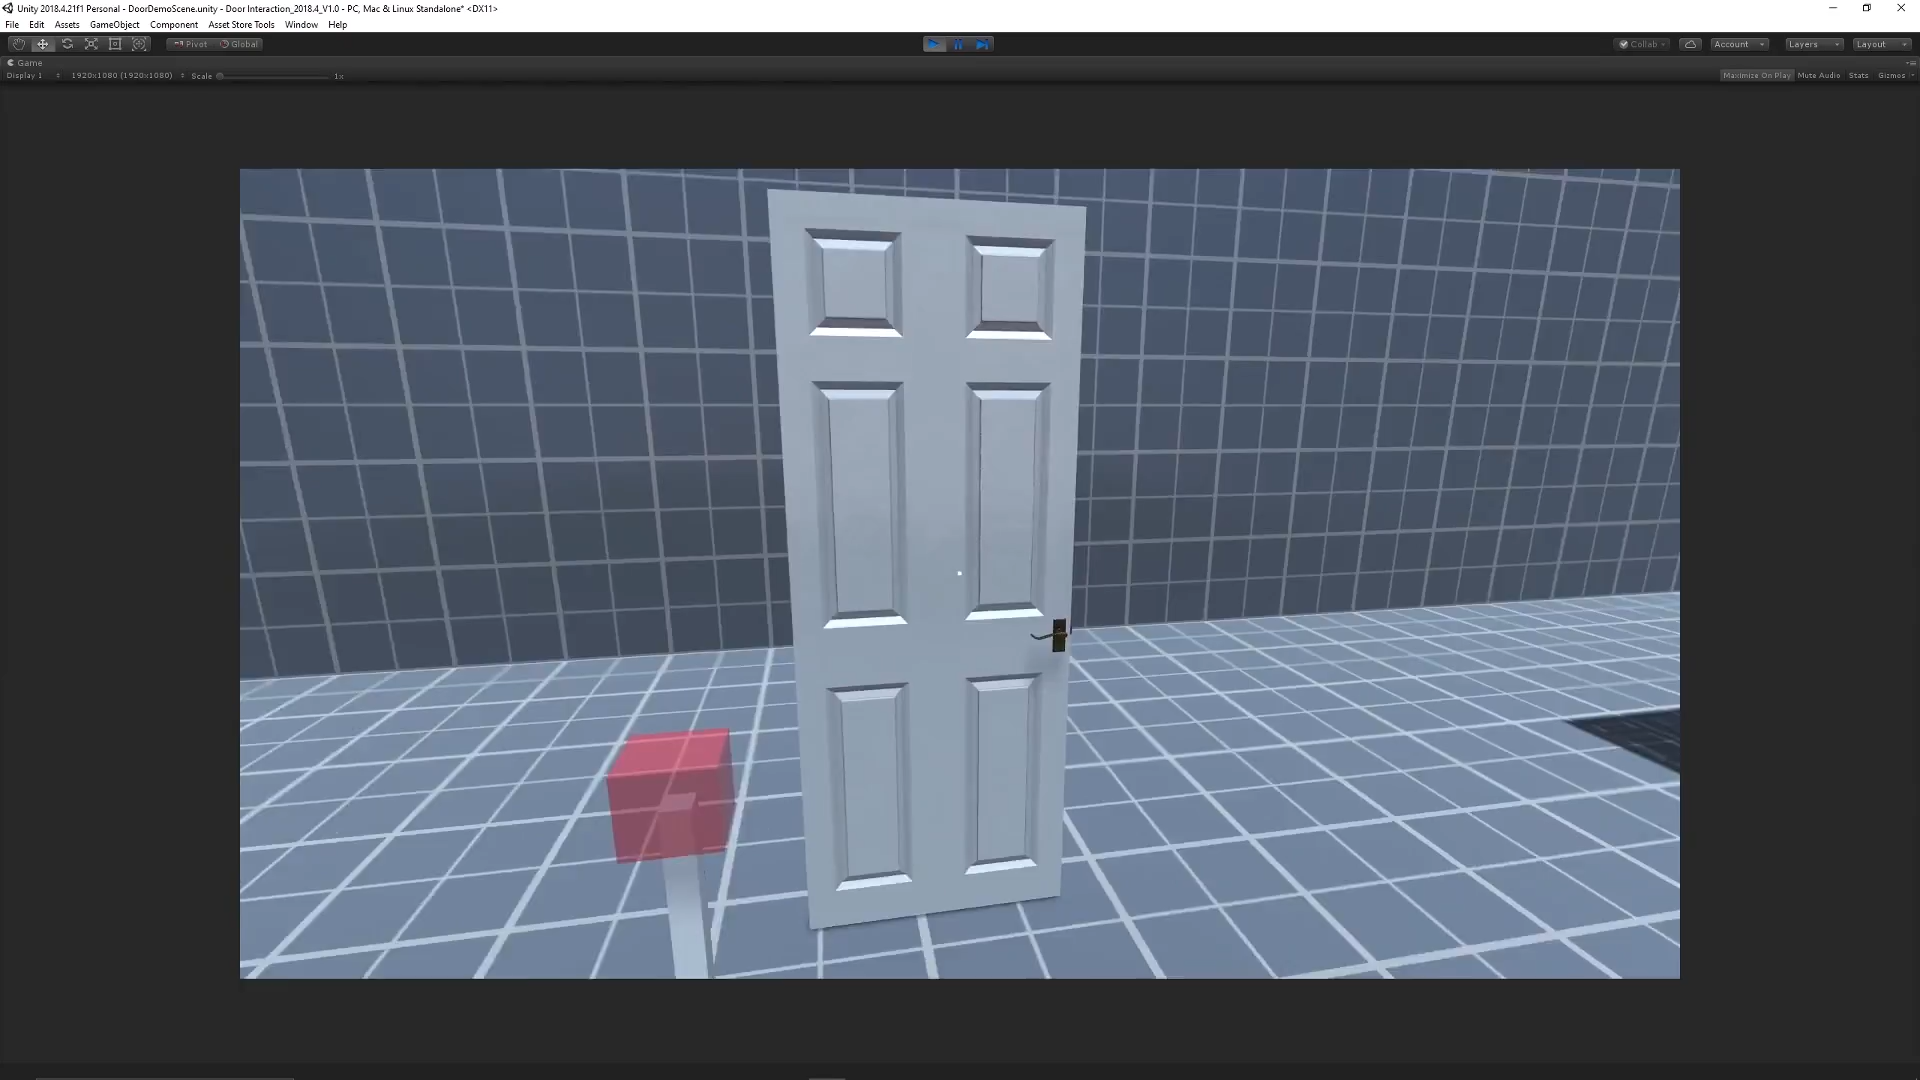 Unity 2018.4.21f1 Personal - DoorDemoScene.unity - Door Interaction_2018.4_V1.0 - PC, Mac & Linux Standalone* <DX11>
File Edit Assets GameObject Component Asset Store Tools Window Help
Pivot Global Collab Account Layers Layout
Game
Display 1 1920x1080 (1920x1080) Scale 1x Maximize On Play Mute Audio Stats Gizmos